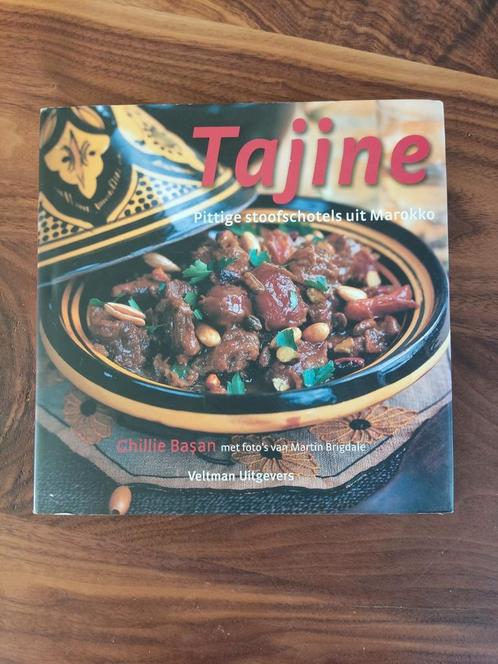 Tajine
Pittige stoofschotels uit Marokko
Ghillie Başan met foto's van Martin Brigdale
Veltman Uitgevers